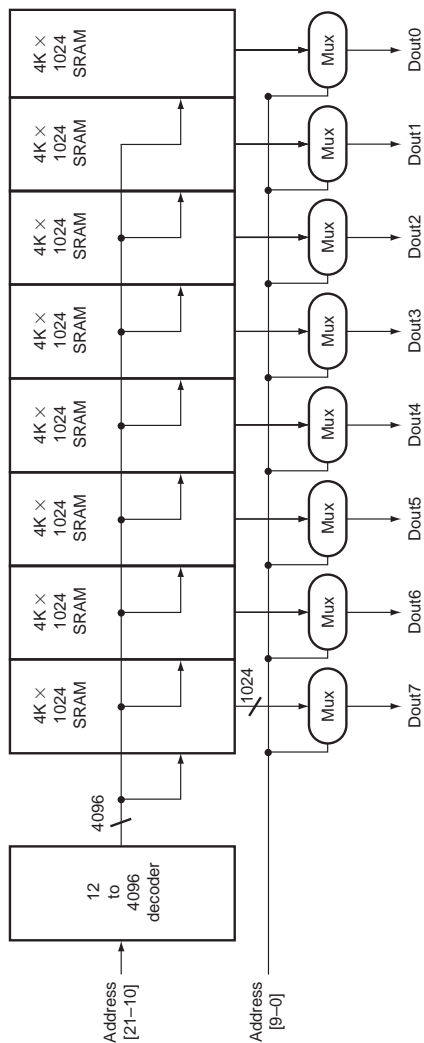 Address
[21–10]
12
to
4096
decoder
4096
4K ×
1024
SRAM
4K ×
1024
SRAM
4K ×
1024
SRAM
4K ×
1024
SRAM
4K ×
1024
SRAM
4K ×
1024
SRAM
4K ×
1024
SRAM
4K ×
1024
SRAM
Address
[9–0]
1024
Mux
Mux
Mux
Mux
Mux
Mux
Mux
Mux
Dout7
Dout6
Dout5
Dout4
Dout3
Dout2
Dout1
Dout0